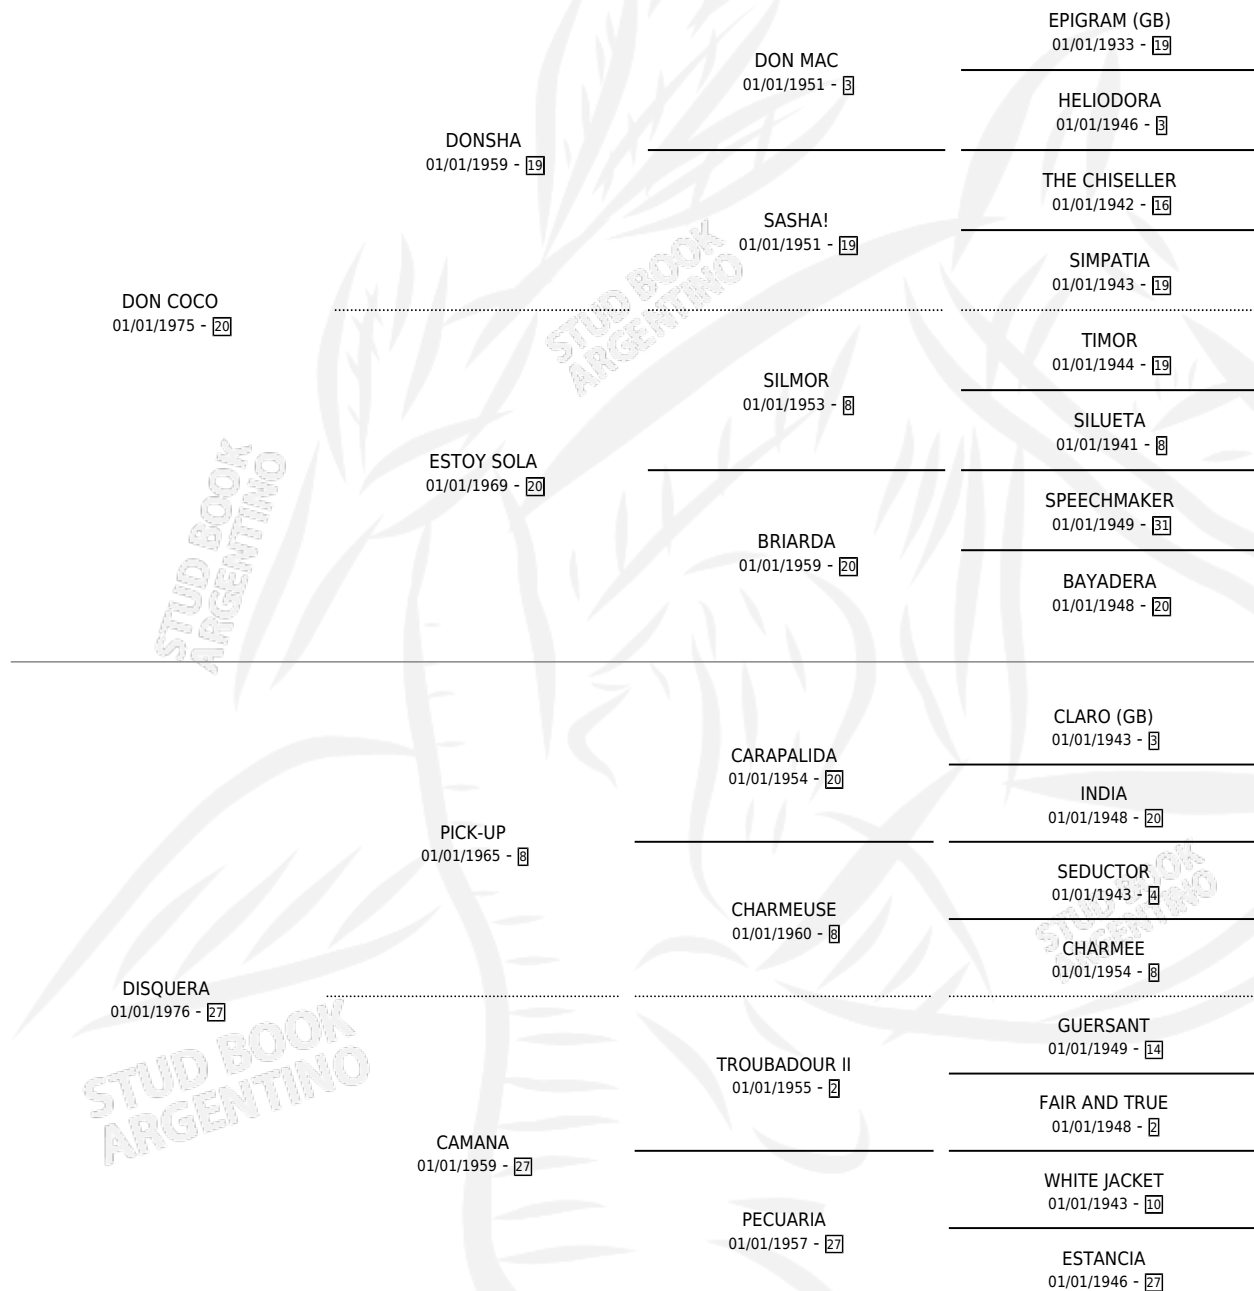 EPIGRAM (GB)
01/01/1933 - 19
DON MAC
01/01/1951 - 3
HELIODORA
01/01/1946 - 3
DONSHA
01/01/1959 - 19
THE CHISELLER
01/01/1942 - 16
SASHA!
01/01/1951 - 19
SIMPATIA
01/01/1943 - 19
DON COCO
01/01/1975 - 20
TIMOR
01/01/1944 - 19
SILMOR
01/01/1953 - 8
SILUETA
01/01/1941 - 8
ESTOY SOLA
01/01/1969 - 20
SPEECHMAKER
01/01/1949 - 31
BRIARDA
01/01/1959 - 20
BAYADERA
01/01/1948 - 20
CLARO (GB)
01/01/1943 - 3
CARAPALIDA
01/01/1954 - 20
INDIA
01/01/1948 - 20
PICK-UP
01/01/1965 - 8
SEDUCTOR
01/01/1943 - 4
CHARMEUSE
01/01/1960 - 8
CHARMEE
01/01/1954 - 8
DISQUERA
01/01/1976 - 27
GUERSANT
01/01/1949 - 14
TROUBADOUR II
01/01/1955 - 2
FAIR AND TRUE
01/01/1948 - 2
CAMANA
01/01/1959 - 27
WHITE JACKET
01/01/1943 - 10
PECUARIA
01/01/1957 - 27
ESTANCIA
01/01/1946 - 27
STUD BOOK
ARGENTINO
STUD BOOK
ARGENTINO
STUD BOOK
ARGENTINO
STUD BOOK
ARGENTINO